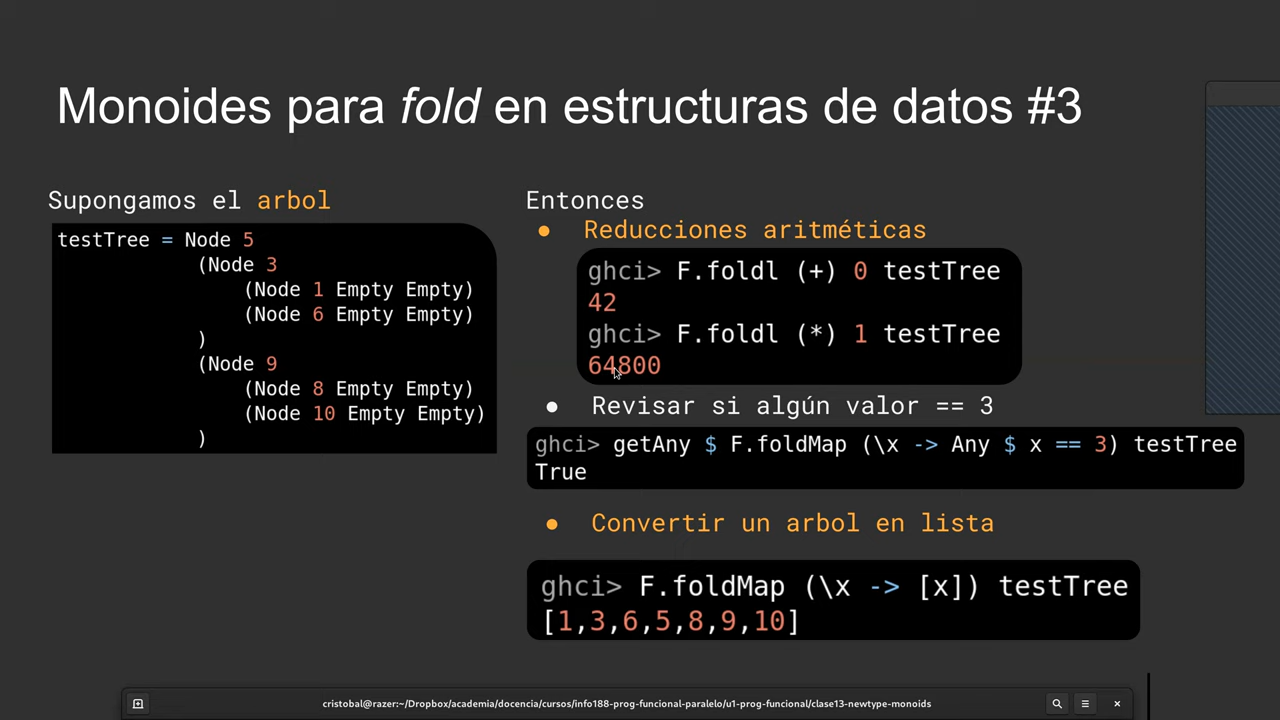 Monoides para fold en estructuras de datos #3
Supongamos el arbol
testTree = Node 5
(Node 3
(Node 1 Empty Empty)
(Node 6 Empty Empty)
)
(Node 9
(Node 8 Empty Empty)
(Node 10 Empty Empty)
)
Entonces
● Reducciones aritméticas
ghci> F.foldl (+) 0 testTree
42
ghci> F.foldl (*) 1 testTree
64800
● Revisar si algún valor == 3
ghci> getAny $ F.foldMap (\x -> Any $ x == 3) testTree
True
● Convertir un arbol en lista
ghci> F.foldMap (\x -> [x]) testTree
[1,3,6,5,8,9,10]
cristobal@razer:~/Dropbox/academia/docencia/cursos/info188-prog-funcional-paralelo/u1-prog-funcional/clase13-newtype-monoids